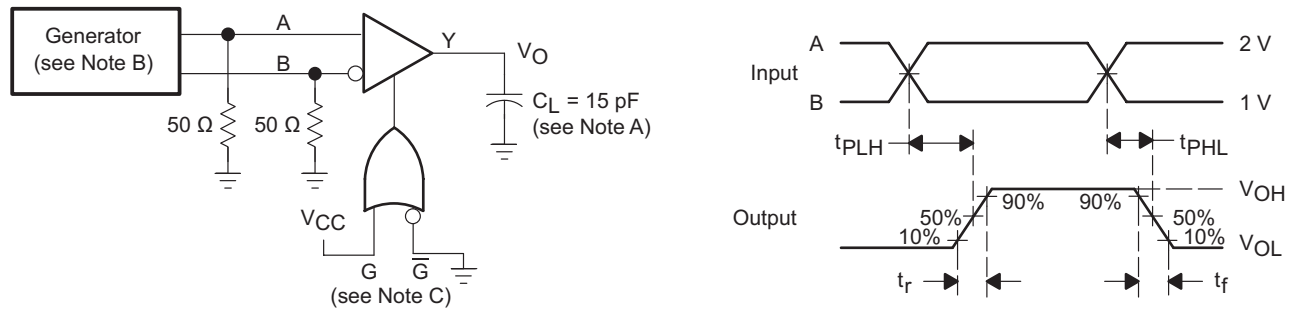 Generator
(see Note B)
A
B
Y
VO
50 Ω
50 Ω
CL = 15 pF
(see Note A)
VCC
G
G̅
(see Note C)
A
Input
B
2 V
1 V
tPLH
tPHL
Output
90%
90%
VOH
50%
50%
10%
10%
VOL
tr
tf